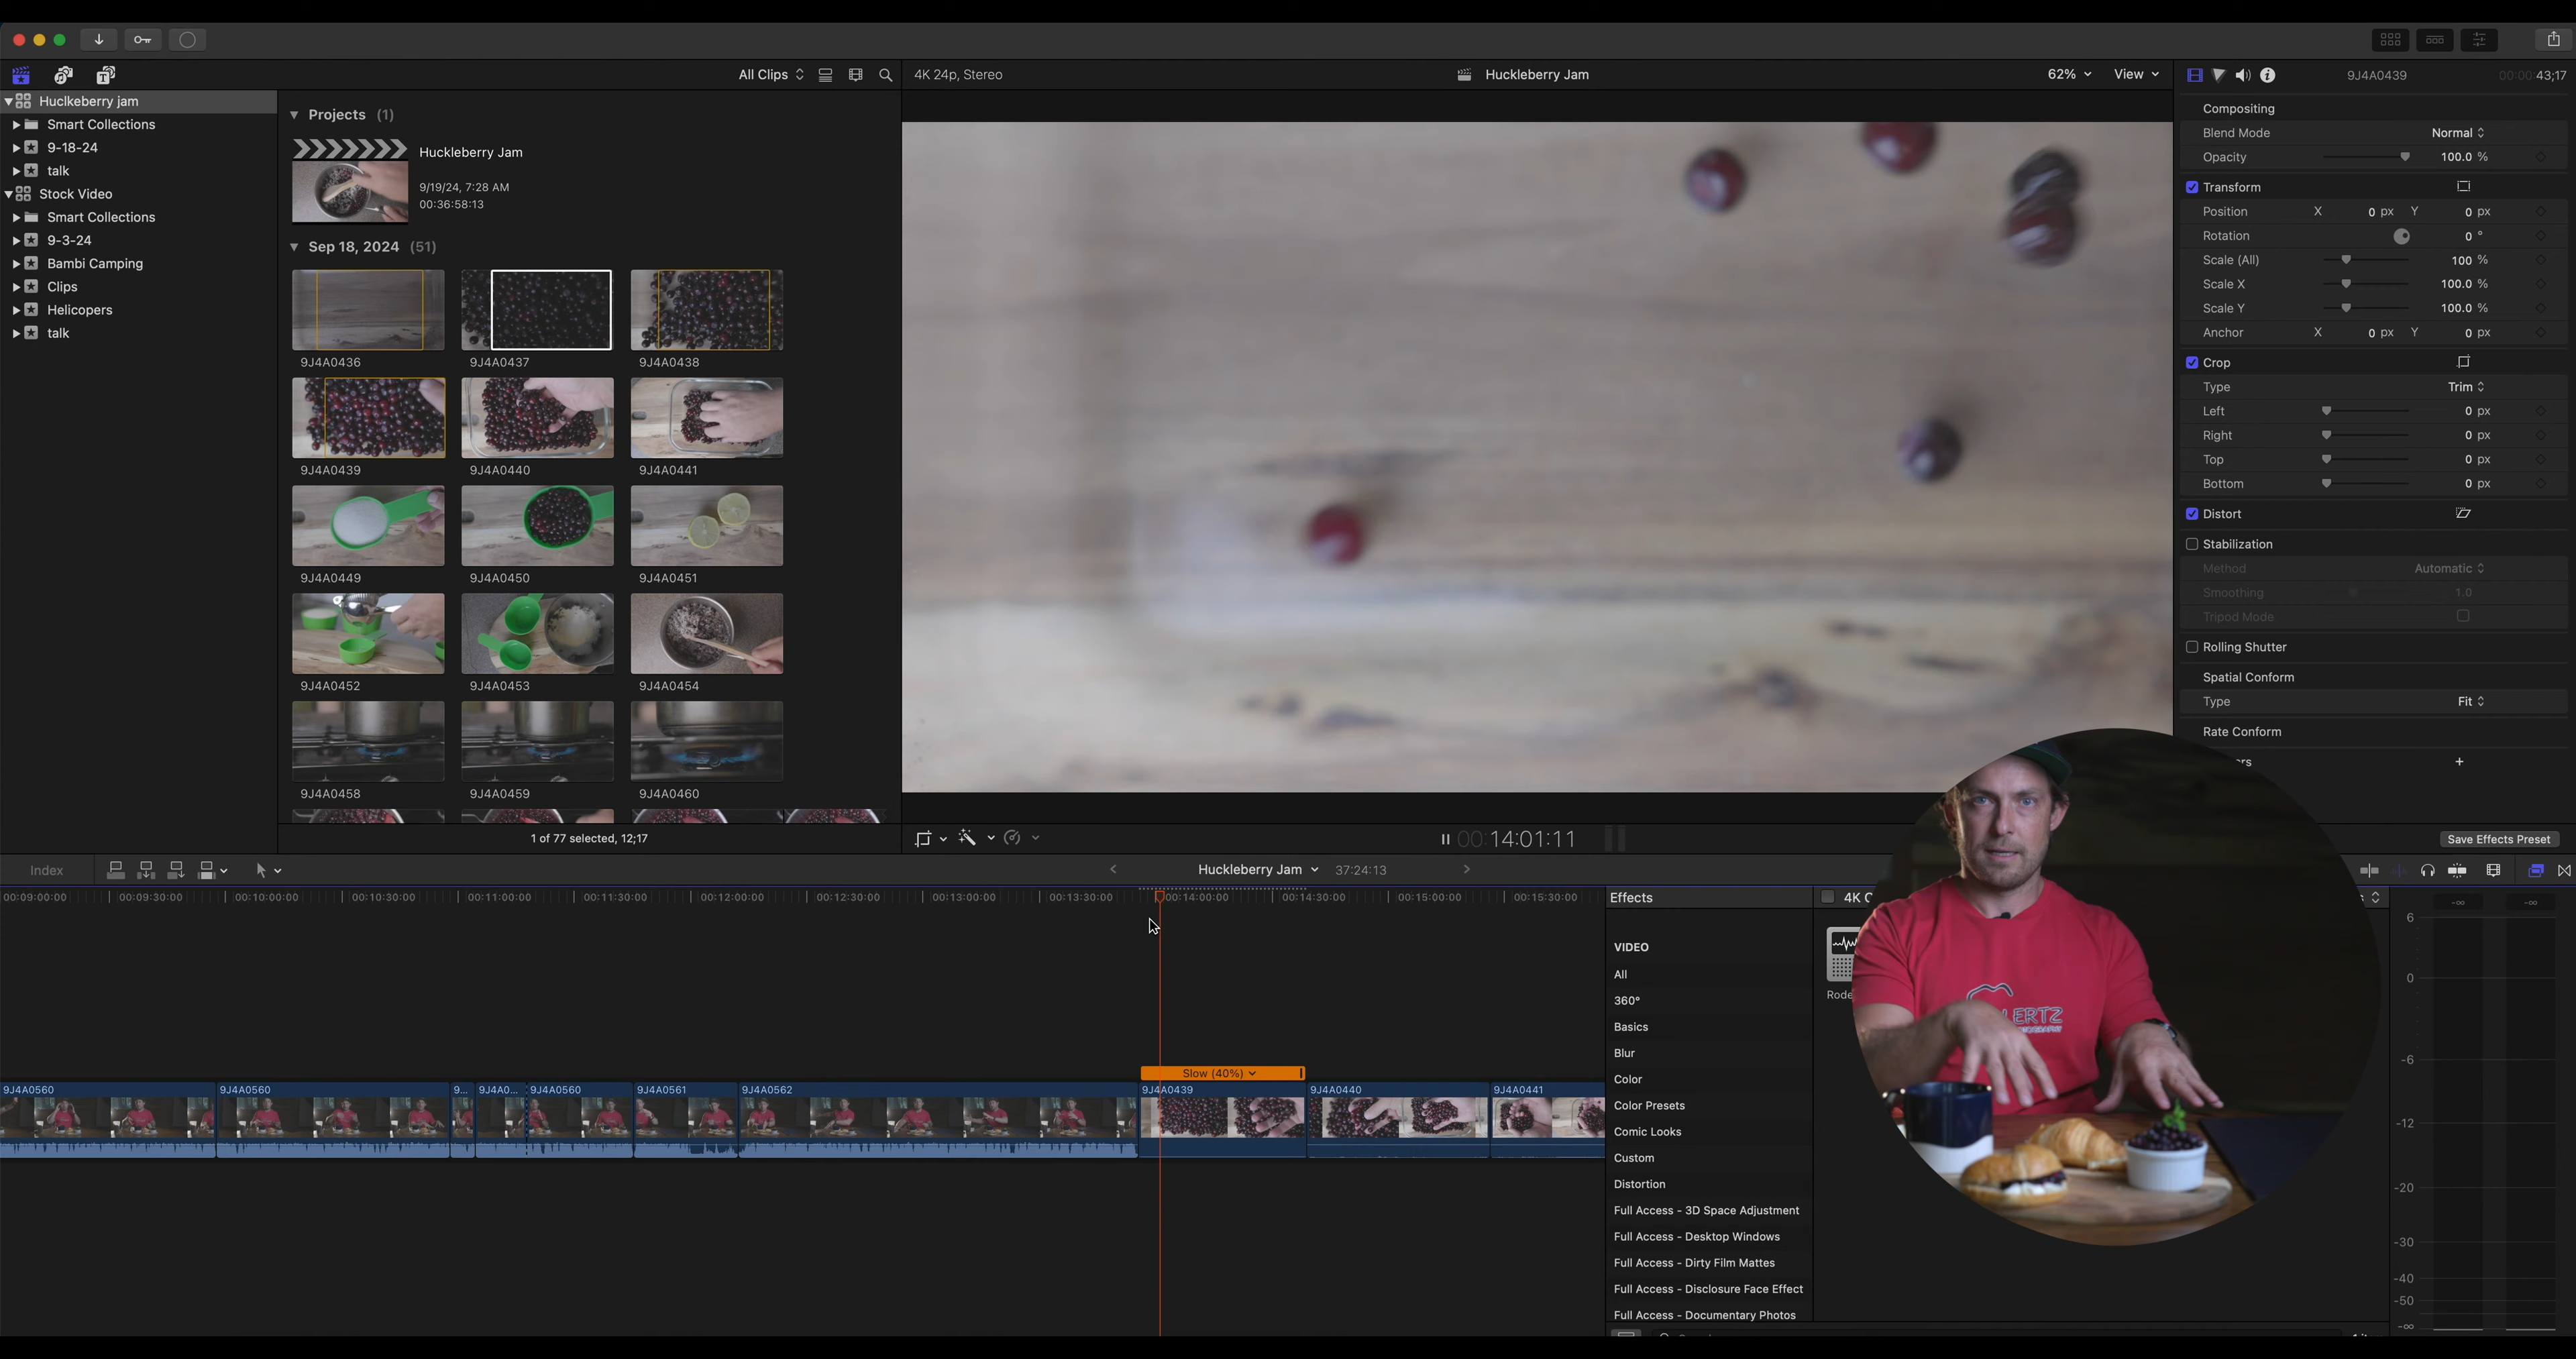 All Clips
4K 24p, Stereo
Huckleberry Jam
62%
View
9J4A0439
00:00:43;17
Huclkeberry jam
Smart Collections
9-18-24
talk
Stock Video
Smart Collections
9-3-24
Bambi Camping
Clips
Helicopers
talk
Projects (1)
Huckleberry Jam
9/19/24, 7:28 AM
00:36:58:13
Sep 18, 2024 (51)
9J4A0436
9J4A0437
9J4A0438
9J4A0439
9J4A0440
9J4A0441
9J4A0449
9J4A0450
9J4A0451
9J4A0452
9J4A0453
9J4A0454
9J4A0458
9J4A0459
9J4A0460
1 of 77 selected, 12;17
Compositing
Blend Mode Normal
Opacity 100.0 %
Transform
Position X 0 px Y 0 px
Rotation 0 °
Scale (All) 100 %
Scale X 100.0 %
Scale Y 100.0 %
Anchor X 0 px Y 0 px
Crop
Type Trim
Left 0 px
Right 0 px
Top 0 px
Bottom 0 px
Distort
Stabilization
Method Automatic
Smoothing 1.0
Tripod Mode
Rolling Shutter
Spatial Conform
Type Fit
Rate Conform
ers
00:14:01:11
Save Effects Preset
Index
Huckleberry Jam 37:24:13
00:09:00:00 00:09:30:00 00:10:00:00 00:10:30:00 00:11:00:00 00:11:30:00 00:12:00:00 00:12:30:00 00:13:00:00 00:13:30:00 00:14:00:00 00:14:30:00 00:15:00:00 00:15:30:00
Slow (40%)
9J4A0560 9J4A0560 9... 9J4A0... 9J4A0560 9J4A0561 9J4A0562 9J4A0439 9J4A0440 9J4A0441
Effects
4K
s
VIDEO
All
360°
Basics
Blur
Color
Color Presets
Comic Looks
Custom
Distortion
Full Access - 3D Space Adjustment
Full Access - Desktop Windows
Full Access - Dirty Film Mattes
Full Access - Disclosure Face Effect
Full Access - Documentary Photos
Rode
ERTZ
-∞ -∞
6
0
-6
-12
-20
-30
-40
-50
-∞